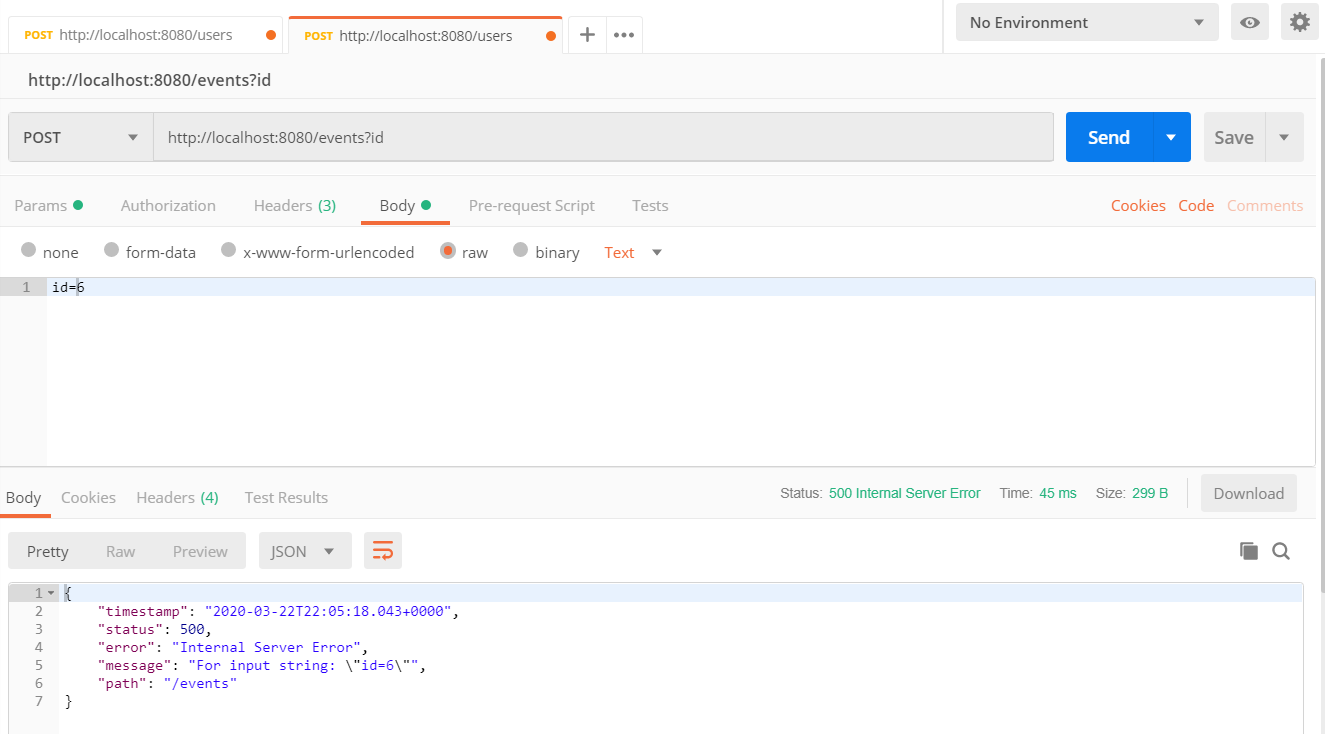 POST http://localhost:8080/users POST http://localhost:8080/users + ••• No Environment
http://localhost:8080/events?id
POST http://localhost:8080/events?id Send Save
Params Authorization Headers (3) Body Pre-request Script Tests Cookies Code Comments
none form-data x-www-form-urlencoded raw binary Text
1 id=6
Body Cookies Headers (4) Test Results Status: 500 Internal Server Error Time: 45 ms Size: 299 B Download
Pretty Raw Preview JSON
1 {
2 "timestamp": "2020-03-22T22:05:18.043+0000",
3 "status": 500,
4 "error": "Internal Server Error",
5 "message": "For input string: \"id=6\"",
6 "path": "/events"
7 }